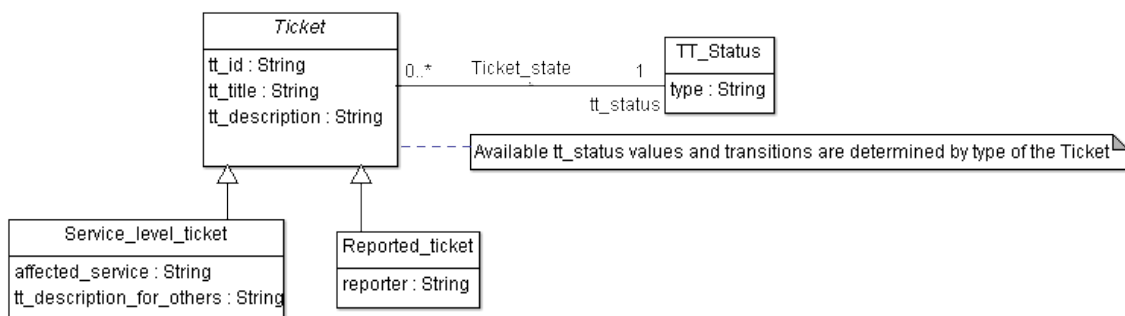 Ticket
tt_id : String
tt_title : String
tt_description : String
0..*
Ticket_state
1
tt_status
TT_Status
type : String
Available tt_status values and transitions are determined by type of the Ticket
Service_level_ticket
affected_service : String
tt_description_for_others : String
Reported_ticket
reporter : String